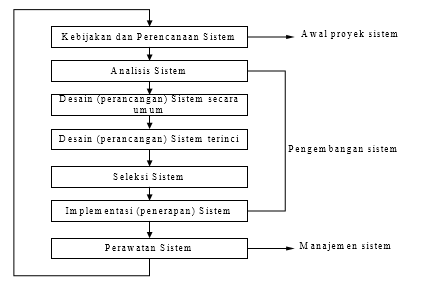 Kebijakan dan Perencanaan Sistem
Awal proyek sistem
Analisis Sistem
Desain (perancangan) Sistem secara
umum
Desain (perancangan) Sistem terinci
Pengembangan sistem
Seleksi Sistem
Implementasi (penerapan) Sistem
Perawatan Sistem
Manajemen sistem